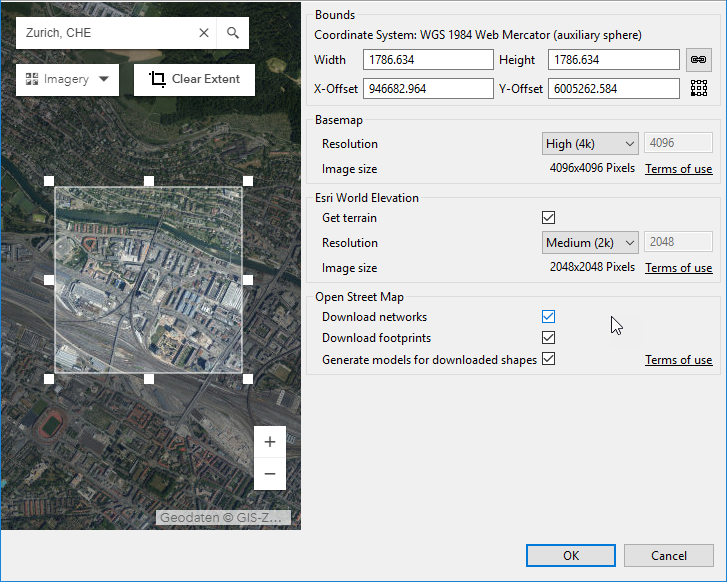 Zurich, CHE
Imagery
Clear Extent
+
−
Geodaten © GIS-Z...
Bounds
Coordinate System: WGS 1984 Web Mercator (auxiliary sphere)
Width 1786.634 Height 1786.634
X-Offset 946682.964 Y-Offset 6005262.584
Basemap
Resolution High (4k) 4096
Image size 4096x4096 Pixels Terms of use
Esri World Elevation
Get terrain
Resolution Medium (2k) 2048
Image size 2048x2048 Pixels Terms of use
Open Street Map
Download networks
Download footprints
Generate models for downloaded shapes Terms of use
OK Cancel